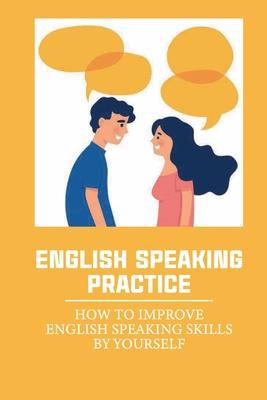 ENGLISH SPEAKING
PRACTICE
HOW TO IMPROVE
ENGLISH SPEAKING SKILLS
BY YOURSELF